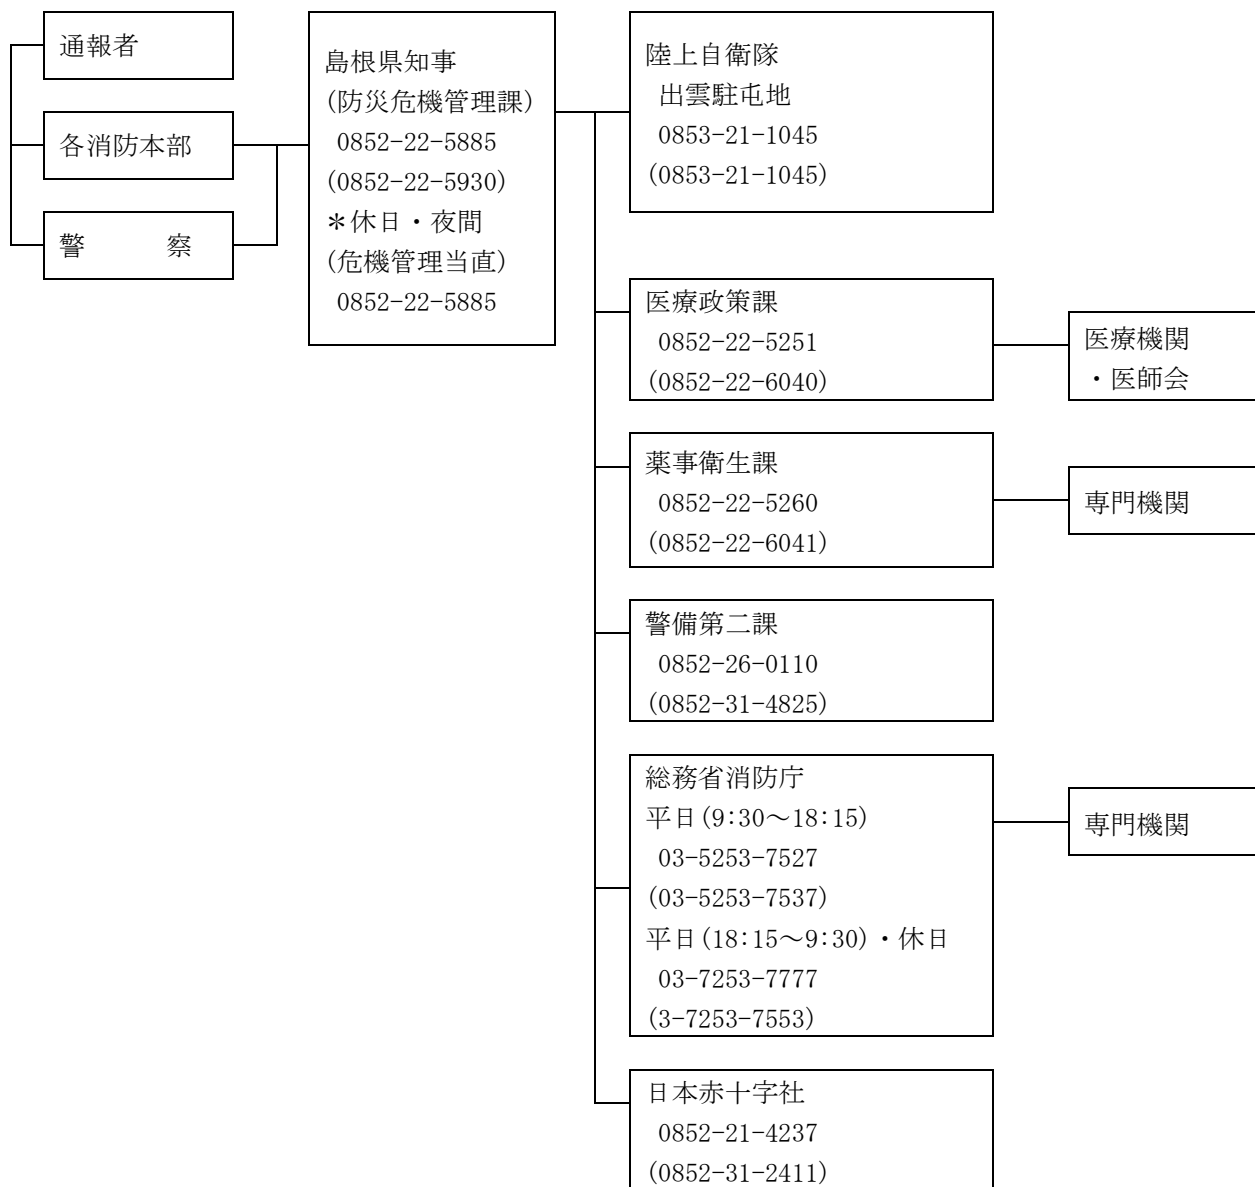 通報者
各消防本部
警　　　察
島根県知事
(防災危機管理課)
0852-22-5885
(0852-22-5930)
＊休日・夜間
(危機管理当直)
0852-22-5885
陸上自衛隊
出雲駐屯地
0853-21-1045
(0853-21-1045)
医療政策課
0852-22-5251
(0852-22-6040)
医療機関
・医師会
薬事衛生課
0852-22-5260
(0852-22-6041)
専門機関
警備第二課
0852-26-0110
(0852-31-4825)
総務省消防庁
平日(9:30～18:15)
03-5253-7527
(03-5253-7537)
平日(18:15～9:30)・休日
03-7253-7777
(3-7253-7553)
専門機関
日本赤十字社
0852-21-4237
(0852-31-2411)